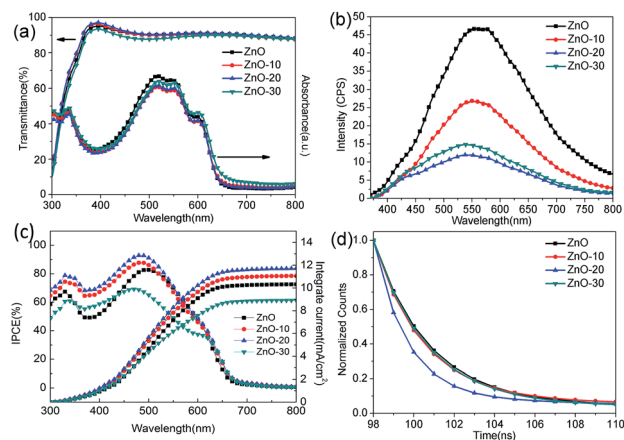 (a)
100
80
60
40
20
0
Transmittance(%)
Absorbance(a.u.)
300 400 500 600 700 800
Wavelength(nm)
ZnO
ZnO-10
ZnO-20
ZnO-30
(b)
50
45
40
35
30
25
20
15
10
5
0
Intensity (CPS)
400 450 500 550 600 650 700 750 800
Wavelength(nm)
ZnO
ZnO-10
ZnO-20
ZnO-30
(c)
100
80
60
40
20
0
IPCE(%)
12
10
8
6
4
2
0
Integrate current(mA/cm2)
300 400 500 600 700 800
Wavelength(nm)
ZnO
ZnO-10
ZnO-20
ZnO-30
(d)
1.0
0.8
0.6
0.4
0.2
0.0
Normalized Counts
98 100 102 104 106 108 110
Time(ns)
ZnO
ZnO-10
ZnO-20
ZnO-30